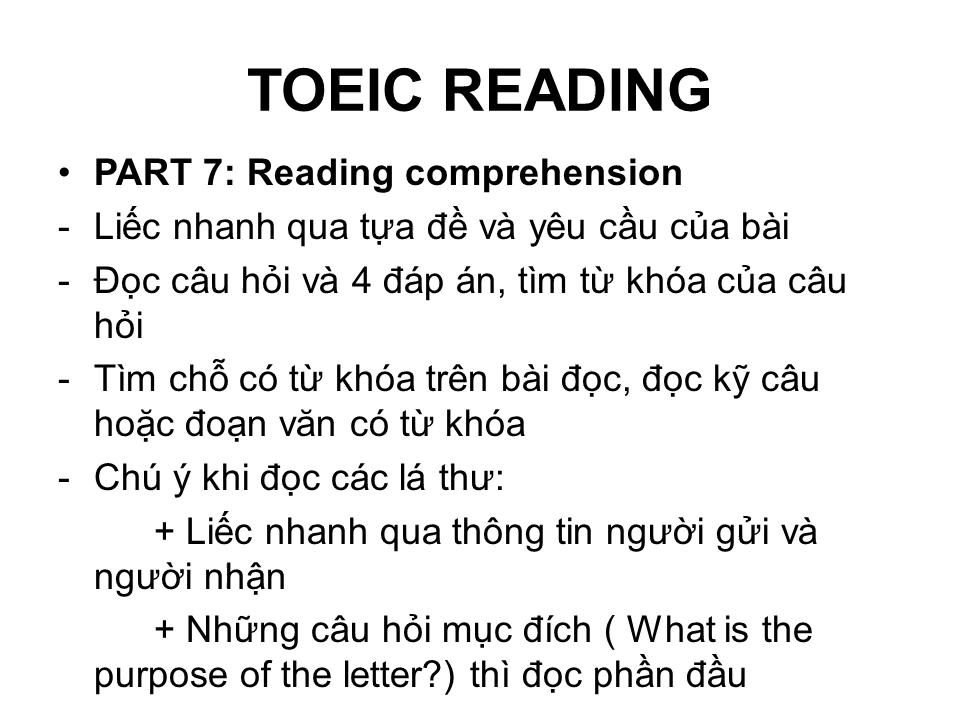 TOEIC READING
• PART 7: Reading comprehension
- Liếc nhanh qua tựa đề và yêu cầu của bài
- Đọc câu hỏi và 4 đáp án, tìm từ khóa của câu
hỏi
- Tìm chỗ có từ khóa trên bài đọc, đọc kỹ câu
hoặc đoạn văn có từ khóa
- Chú ý khi đọc các lá thư:
+ Liếc nhanh qua thông tin người gửi và
người nhận
+ Những câu hỏi mục đích ( What is the
purpose of the letter?) thì đọc phần đầu